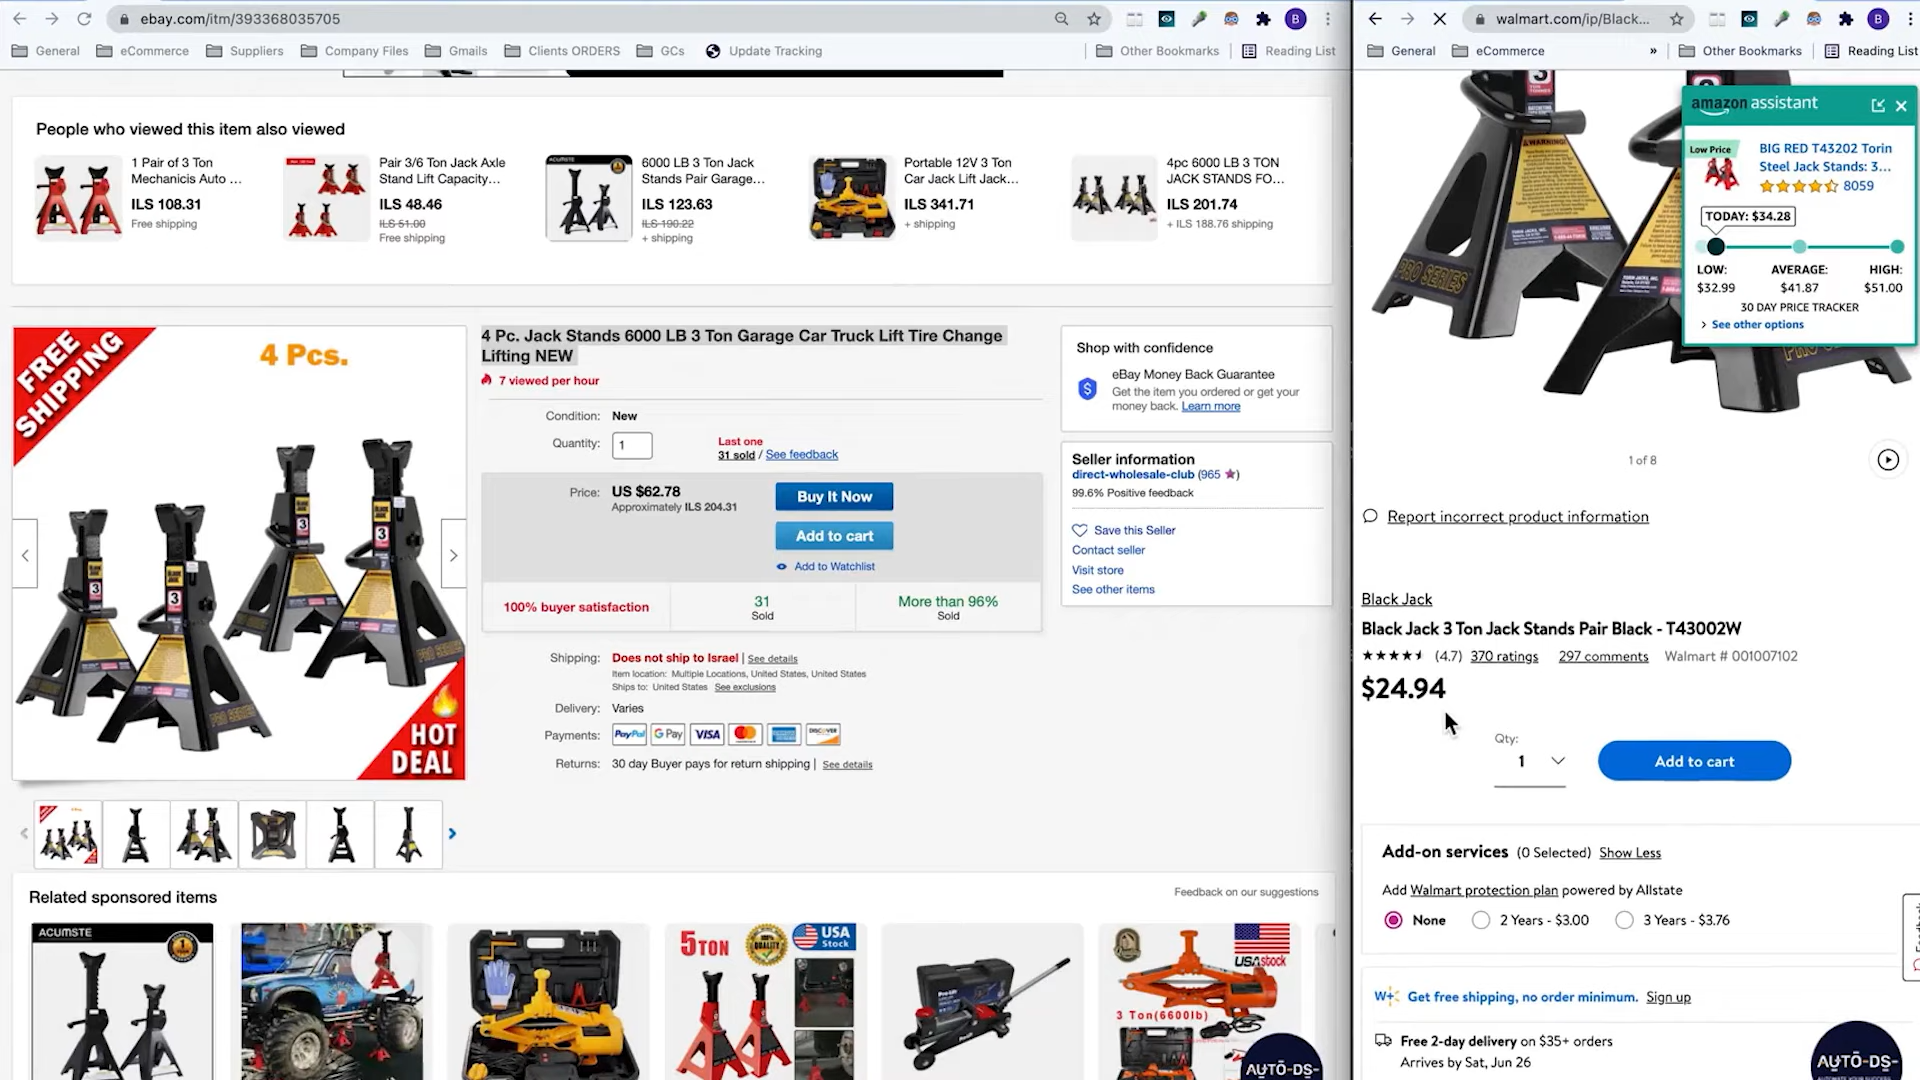 ebay.com/itm/393368035705
General
eCommerce
Suppliers
Company Files
Gmails
Clients ORDERS
GCs
Update Tracking
Other Bookmarks
Reading List
B
People who viewed this item also viewed
1 Pair of 3 Ton
Mechanicis Auto ...
ILS 108.31
Free shipping
Pair 3/6 Ton Jack Axle
Stand Lift Capacity...
ILS 48.46
ILS 51.00
Free shipping
ACUMSTE
6000 LB 3 Ton Jack
Stands Pair Garage...
ILS 123.63
ILS 190.22
+ shipping
Portable 12V 3 Ton
Car Jack Lift Jack...
ILS 341.71
+ shipping
4pc 6000 LB 3 TON
JACK STANDS FO...
ILS 201.74
+ ILS 188.76 shipping
FREE
SHIPPING
4 Pcs.
HOT
DEAL
4 Pc. Jack Stands 6000 LB 3 Ton Garage Car Truck Lift Tire Change
Lifting NEW
7 viewed per hour
Condition: New
Quantity: 1
Last one
31 sold / See feedback
Price: US $62.78
Approximately ILS 204.31
Buy It Now
Add to cart
Add to Watchlist
100% buyer satisfaction
31
Sold
More than 96%
Sold
Shipping: Does not ship to Israel | See details
Item location: Multiple Locations, United States, United States
Ships to: United States See exclusions
Delivery: Varies
Payments: PayPal G Pay VISA DISCOVER
Returns: 30 day Buyer pays for return shipping | See details
Shop with confidence
eBay Money Back Guarantee
Get the item you ordered or get your
money back. Learn more
Seller information
direct-wholesale-club (965 ★)
99.6% Positive feedback
Save this Seller
Contact seller
Visit store
See other items
Related sponsored items
Feedback on our suggestions
ACUMSTE
5TON
QUALITY
USA
Stock
USAstock
3 Ton(6600lb)
AUTO-DS-
walmart.com/ip/Black...
B
General
eCommerce
»
Other Bookmarks
Reading List
WARNING!
PRO SERIES
amazon assistant
Low Price
BIG RED T43202 Torin
Steel Jack Stands: 3...
8059
TODAY: $34.28
LOW:
AVERAGE:
HIGH:
$32.99
$41.87
$51.00
30 DAY PRICE TRACKER
See other options
1 of 8
Report incorrect product information
Black Jack
Black Jack 3 Ton Jack Stands Pair Black - T43002W
(4.7) 370 ratings 297 comments Walmart # 001007102
$24.94
Qty:
1
Add to cart
Add-on services (0 Selected) Show Less
Add Walmart protection plan powered by Allstate
None
2 Years - $3.00
3 Years - $3.76
W+ Get free shipping, no order minimum. Sign up
Free 2-day delivery on $35+ orders
Arrives by Sat, Jun 26
AUTO-DS-